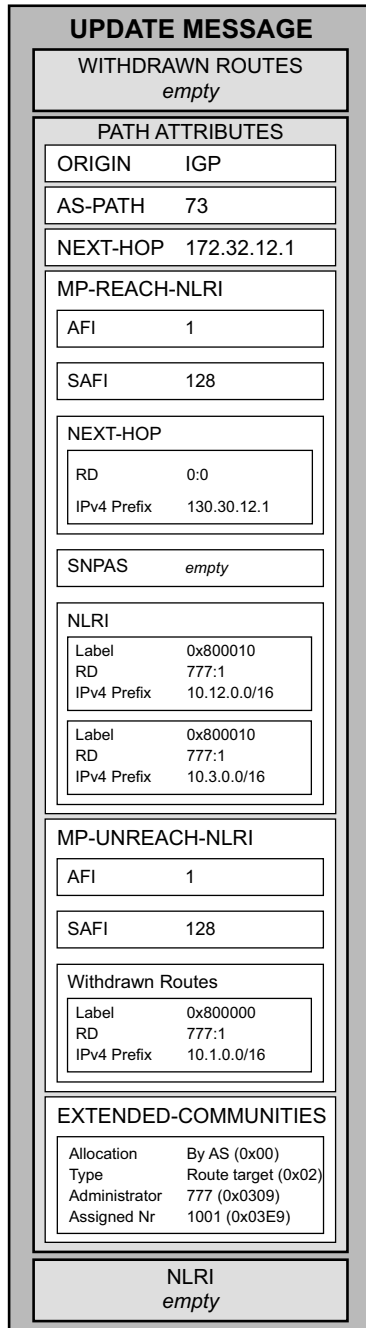 UPDATE MESSAGE
WITHDRAWN ROUTES
empty
PATH ATTRIBUTES
ORIGIN IGP
AS-PATH 73
NEXT-HOP 172.32.12.1
MP-REACH-NLRI
AFI 1
SAFI 128
NEXT-HOP
RD 0:0
IPv4 Prefix 130.30.12.1
SNPAS empty
NLRI
Label 0x800010
RD 777:1
IPv4 Prefix 10.12.0.0/16
Label 0x800010
RD 777:1
IPv4 Prefix 10.3.0.0/16
MP-UNREACH-NLRI
AFI 1
SAFI 128
Withdrawn Routes
Label 0x800000
RD 777:1
IPv4 Prefix 10.1.0.0/16
EXTENDED-COMMUNITIES
Allocation By AS (0x00)
Type Route target (0x02)
Administrator 777 (0x0309)
Assigned Nr 1001 (0x03E9)
NLRI
empty